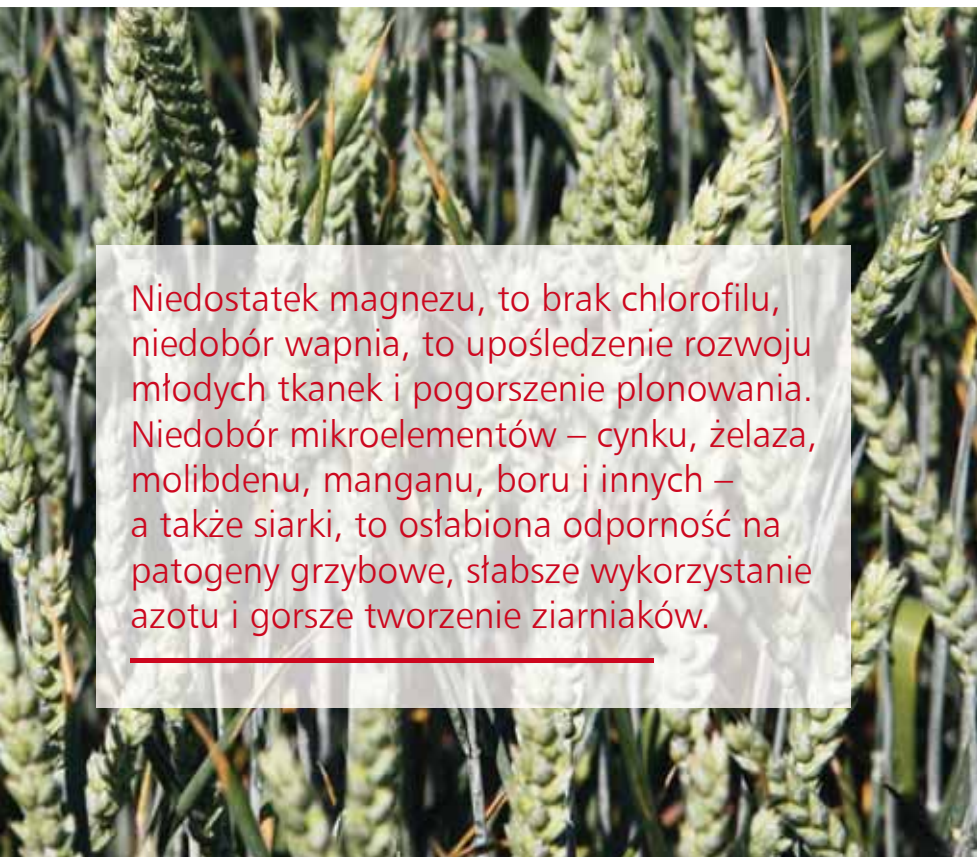 Niedostatek magnezu, to brak chlorofilu,
niedobór wapnia, to upośledzenie rozwoju
młodych tkanek i pogorszenie plonowania.
Niedobór mikroelementów – cynku, żelaza,
molibdenu, manganu, boru i innych –
a także siarki, to osłabiona odporność na
patogeny grzybowe, słabsze wykorzystanie
azotu i gorsze tworzenie ziarniaków.